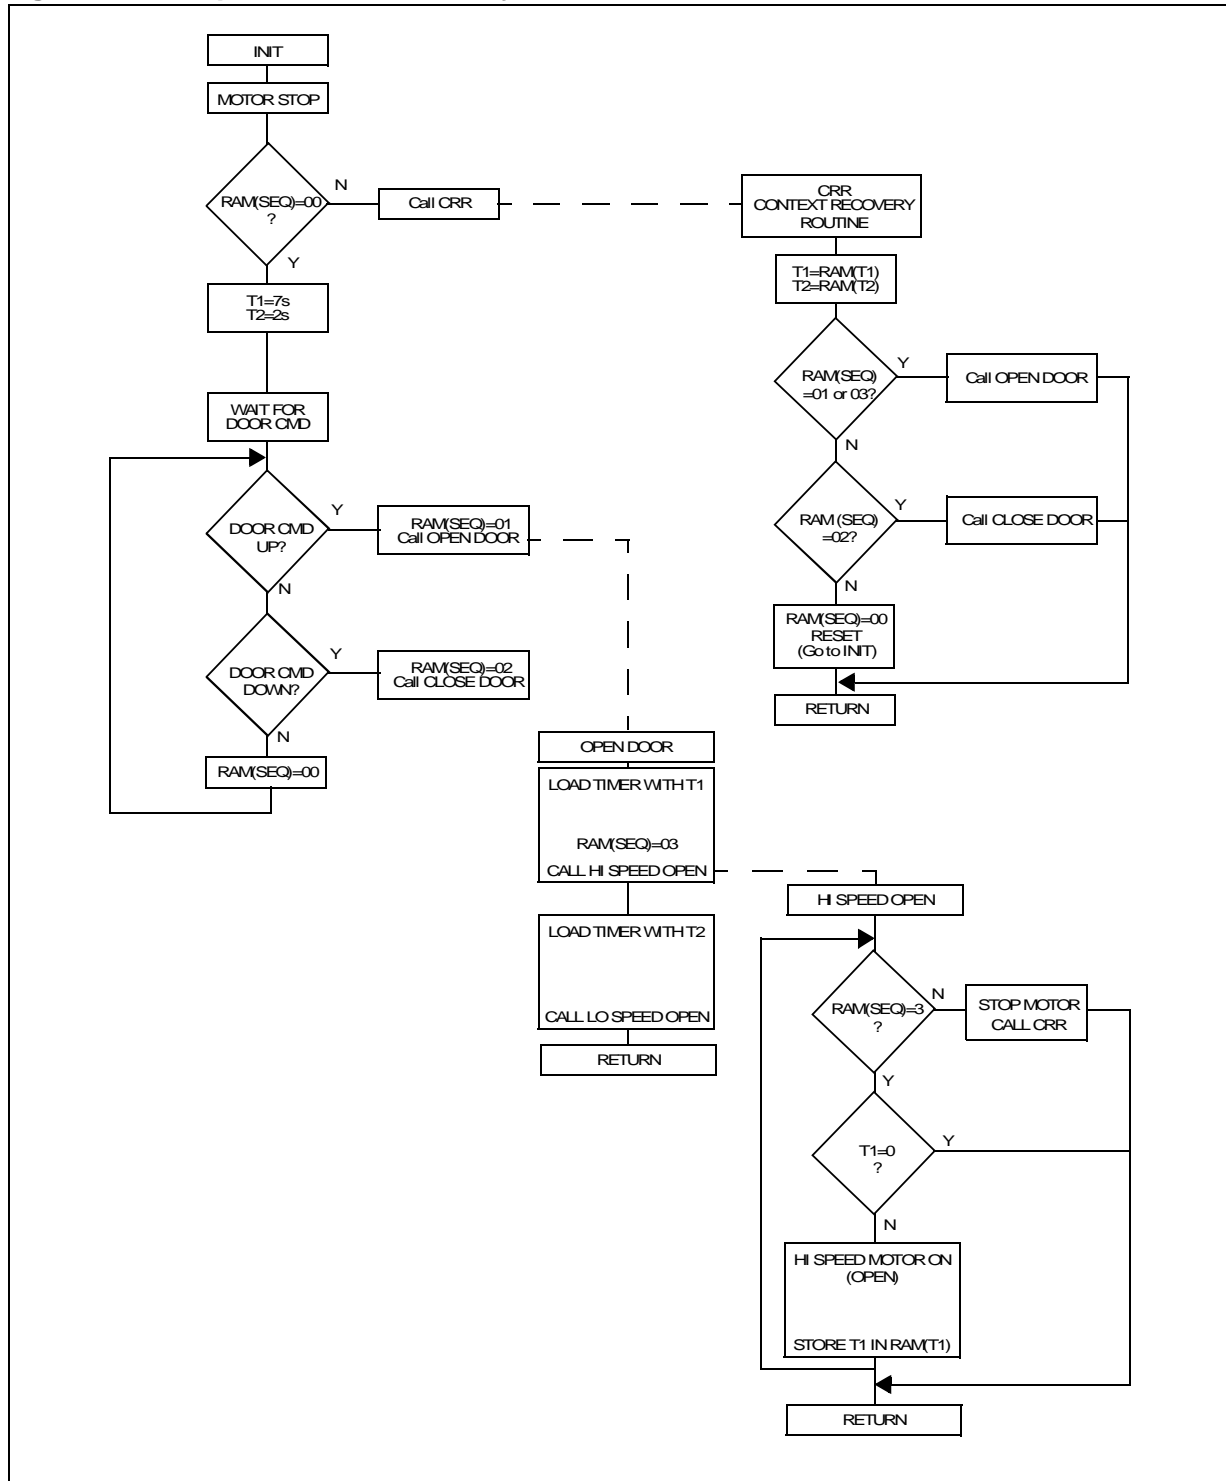 INIT
MOTOR STOP
RAM(SEQ)=00
?
N
Y
Call CRR
T1=7s
T2=2s
WAIT FOR
DOOR CMD
DOOR CMD
UP?
Y
N
RAM(SEQ)=01
Call OPEN DOOR
DOOR CMD
DOWN?
Y
N
RAM(SEQ)=02
Call CLOSE DOOR
RAM(SEQ)=00
CRR
CONTEXT RECOVERY
ROUTINE
T1=RAM(T1)
T2=RAM(T2)
RAM(SEQ)
=01 or 03?
Y
N
Call OPEN DOOR
RAM (SEQ)
=02?
Y
N
Call CLOSE DOOR
RAM(SEQ)=00
RESET
(Go to INIT)
RETURN
OPEN DOOR
LOAD TIMER WITH T1
RAM(SEQ)=03
CALL HI SPEED OPEN
LOAD TIMER WITH T2
CALL LO SPEED OPEN
RETURN
HI SPEED OPEN
RAM(SEQ)=3
?
N
Y
STOP MOTOR
CALL CRR
T1=0
?
Y
N
HI SPEED MOTOR ON
(OPEN)
STORE T1 IN RAM(T1)
RETURN